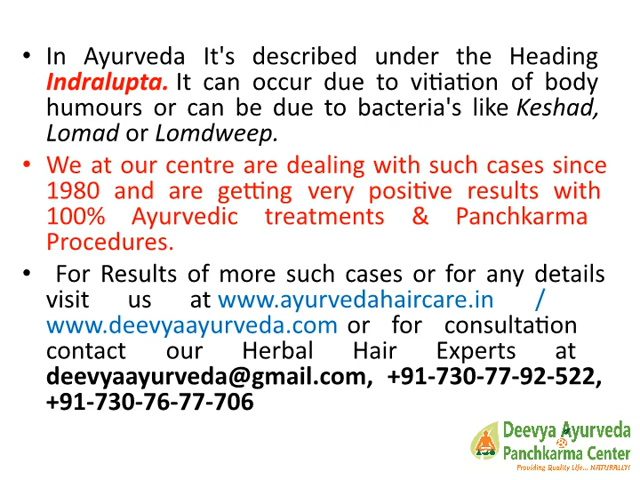 • In Ayurveda It's described under the Heading
Indralupta. It can occur due to vitiation of body
humours or can be due to bacteria's like Keshad,
Lomad or Lomdweep.
• We at our centre are dealing with such cases since
1980 and are getting very positive results with
100% Ayurvedic treatments & Panchkarma
Procedures.
• For Results of more such cases or for any details
visit us at www.ayurvedahaircare.in /
www.deevyaayurveda.com or for consultation
contact our Herbal Hair Experts at
deevyaayurveda@gmail.com, +91-730-77-92-522,
+91-730-76-77-706
Deevya Ayurveda
Panchkarma Center
Providing Quality Life... NATURALLY!